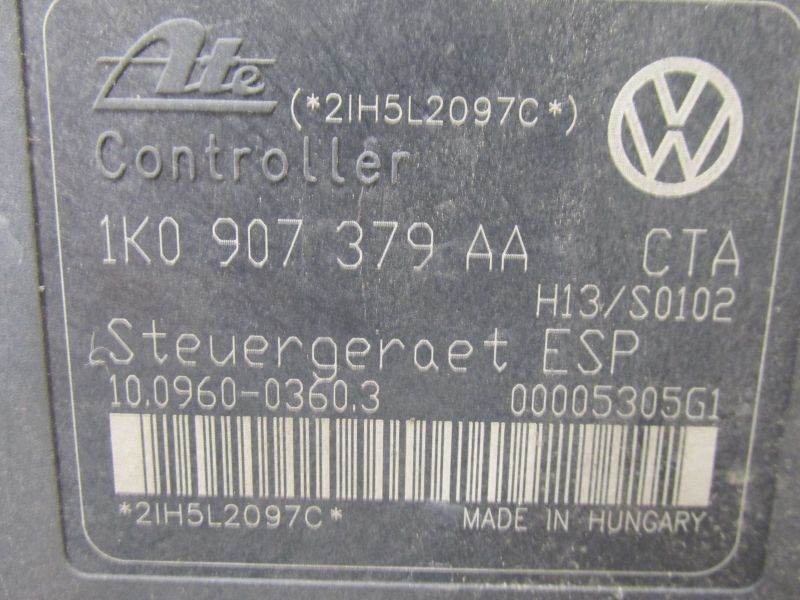 Ate
(*2IH5L2097C*)
VW
Controller
1K0 907 379 AA CTA
H13/S0102
Steuergeraet ESP
10.0960-0360.3 00005305G1
*2IH5L2097C* MADE IN HUNGARY